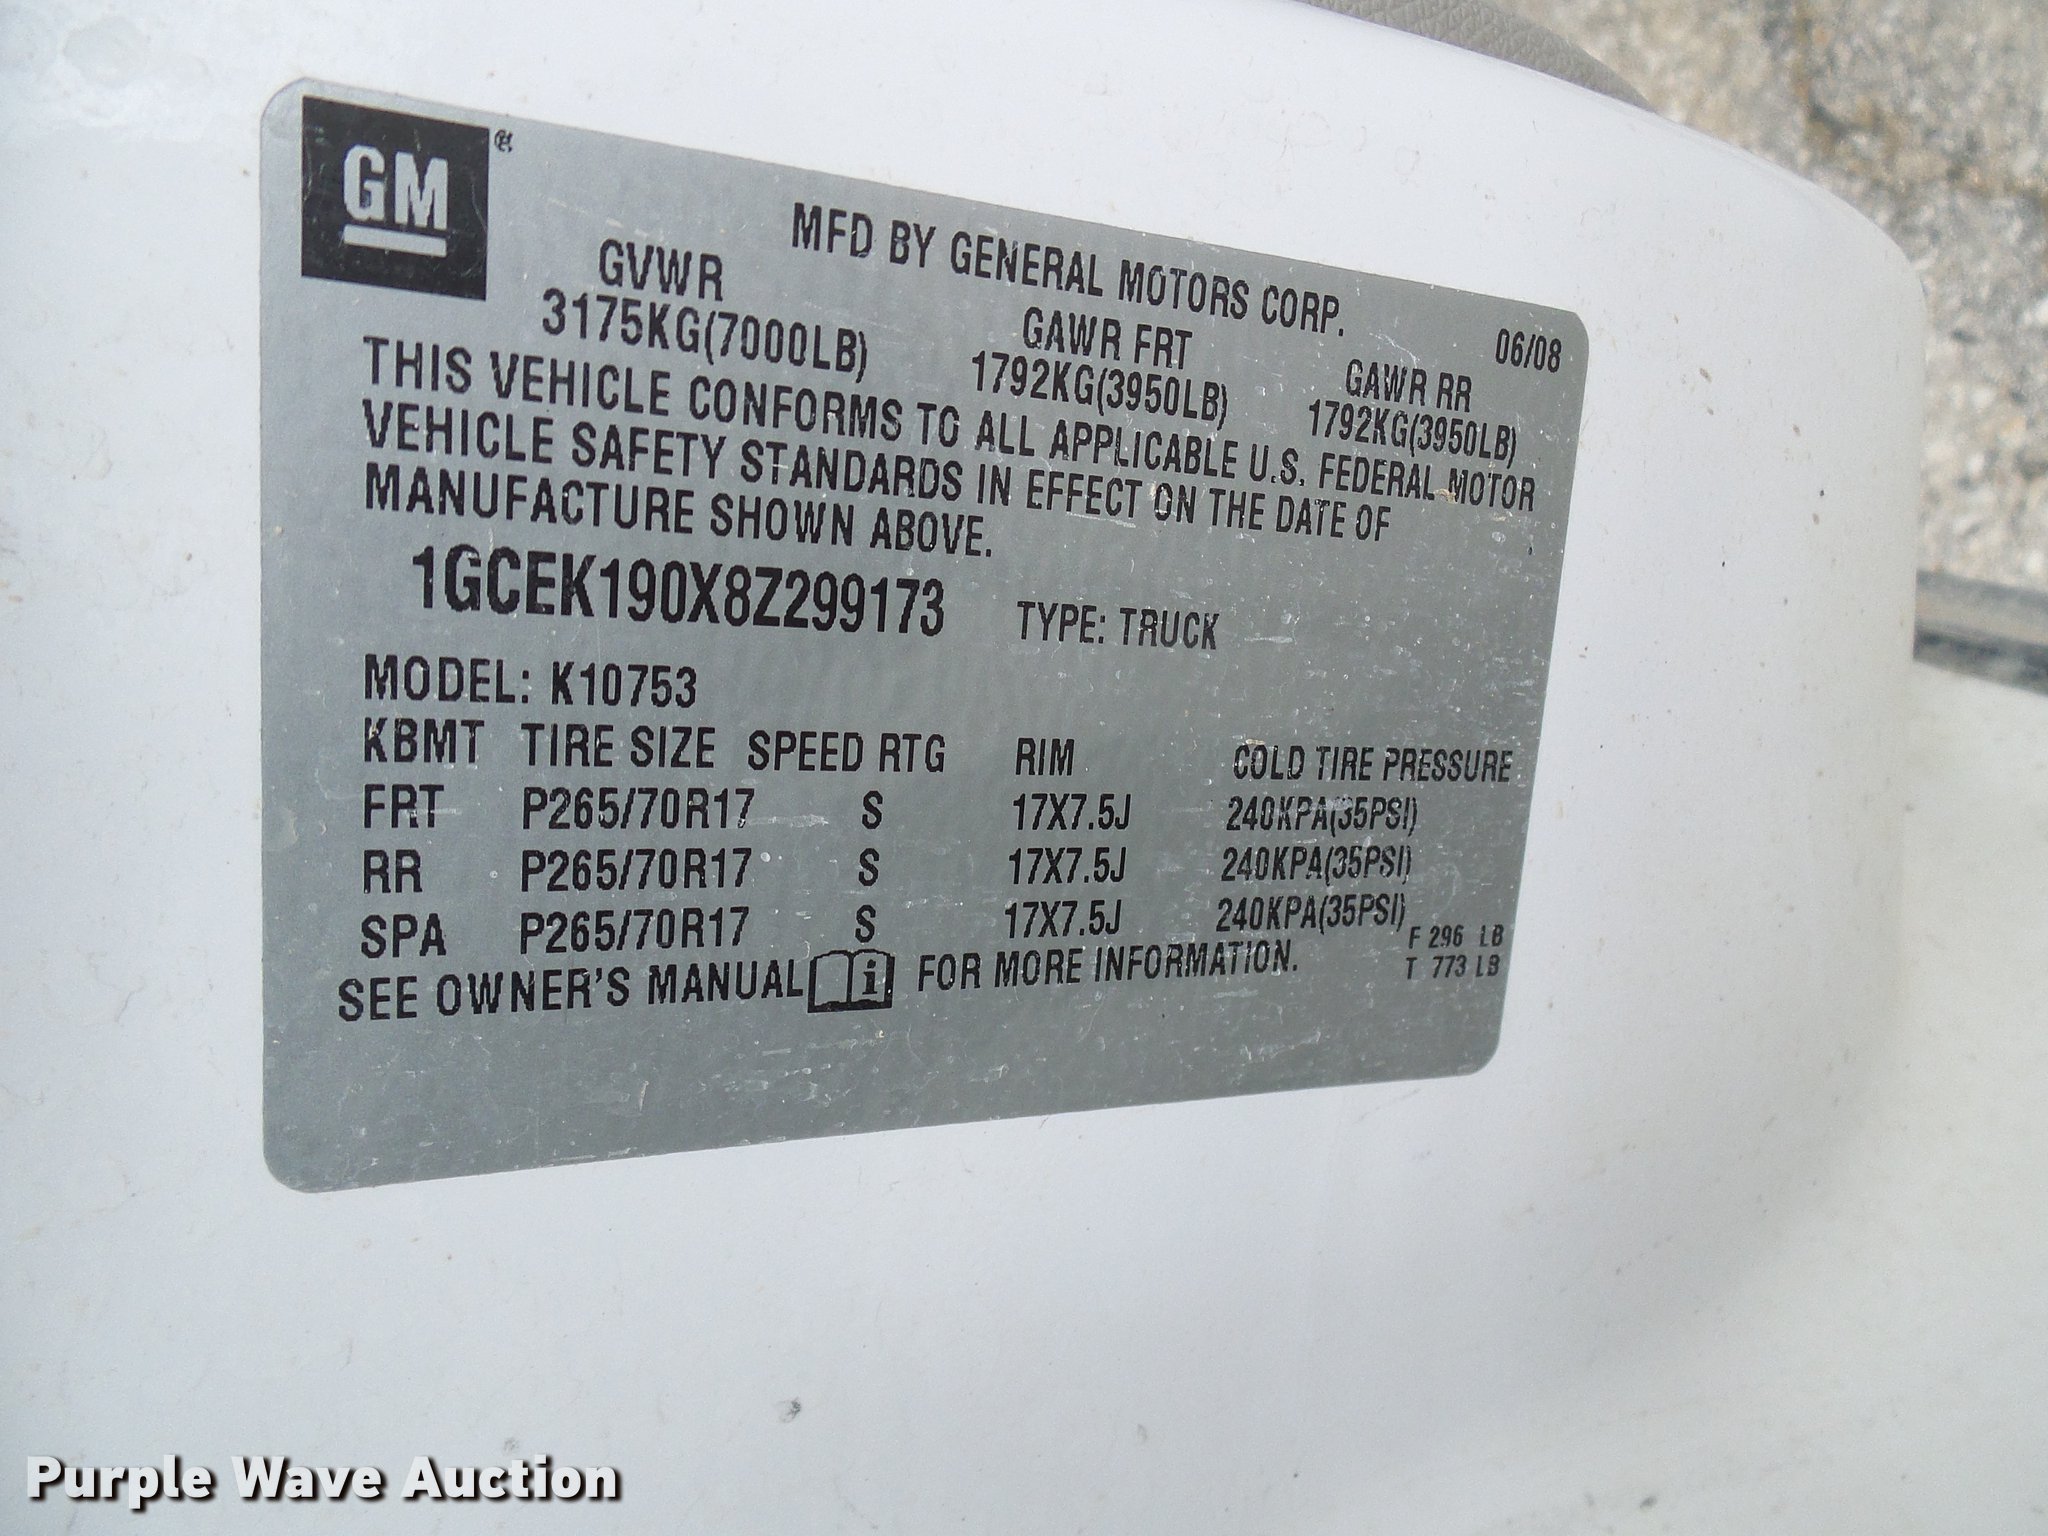 GM
MFD BY GENERAL MOTORS CORP.
06/08
GVWR
GAWR FRT
GAWR RR
3175KG(7000LB)
1792KG(3950LB)
1792KG(3950LB)
THIS VEHICLE CONFORMS TO ALL APPLICABLE U.S. FEDERAL MOTOR
VEHICLE SAFETY STANDARDS IN EFFECT ON THE DATE OF
MANUFACTURE SHOWN ABOVE.
1GCEK190X8Z299173 TYPE: TRUCK
MODEL: K10753
KBMT TIRE SIZE SPEED RTG RIM COLD TIRE PRESSURE
FRT P265/70R17 S 17X7.5J 240KPA(35PSI)
RR P265/70R17 S 17X7.5J 240KPA(35PSI)
SPA P265/70R17 S 17X7.5J 240KPA(35PSI)
F 296 LB
T 773 LB
SEE OWNER'S MANUAL i FOR MORE INFORMATION.
Purple Wave Auction